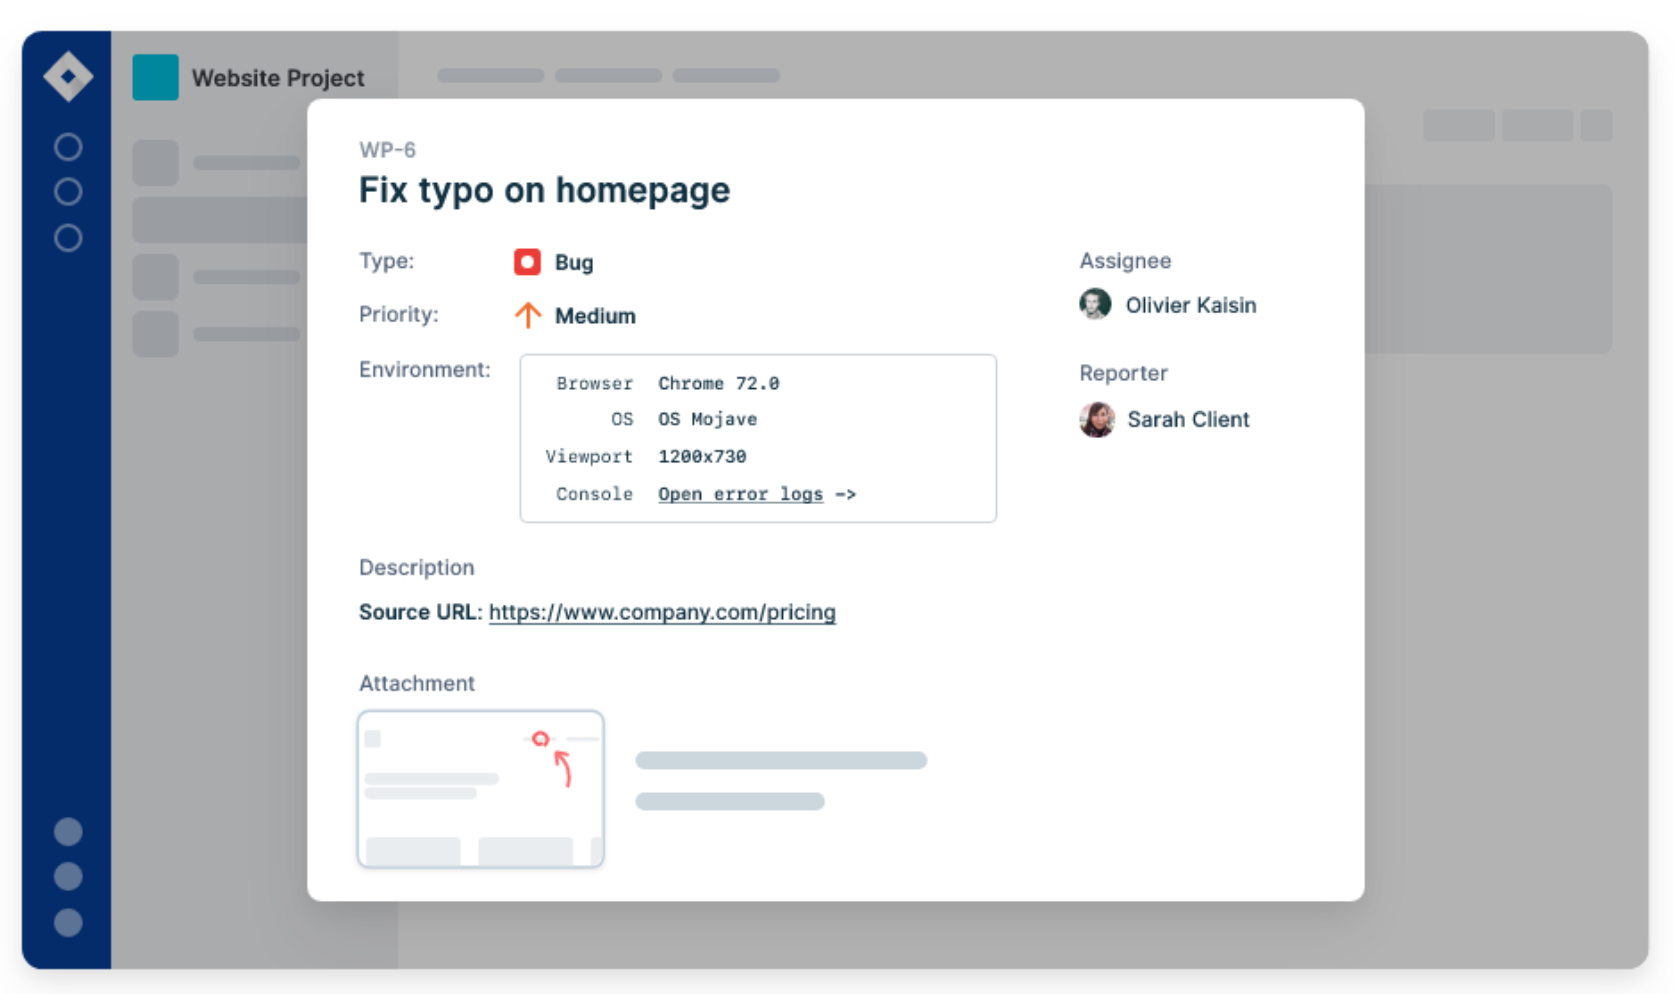 Website Project
WP-6
Fix typo on homepage
Type: Bug
Priority: Medium
Environment:
Browser Chrome 72.0
OS OS Mojave
Viewport 1200x730
Console Open error logs ->
Assignee
Olivier Kaisin
Reporter
Sarah Client
Description
Source URL: https://www.company.com/pricing
Attachment